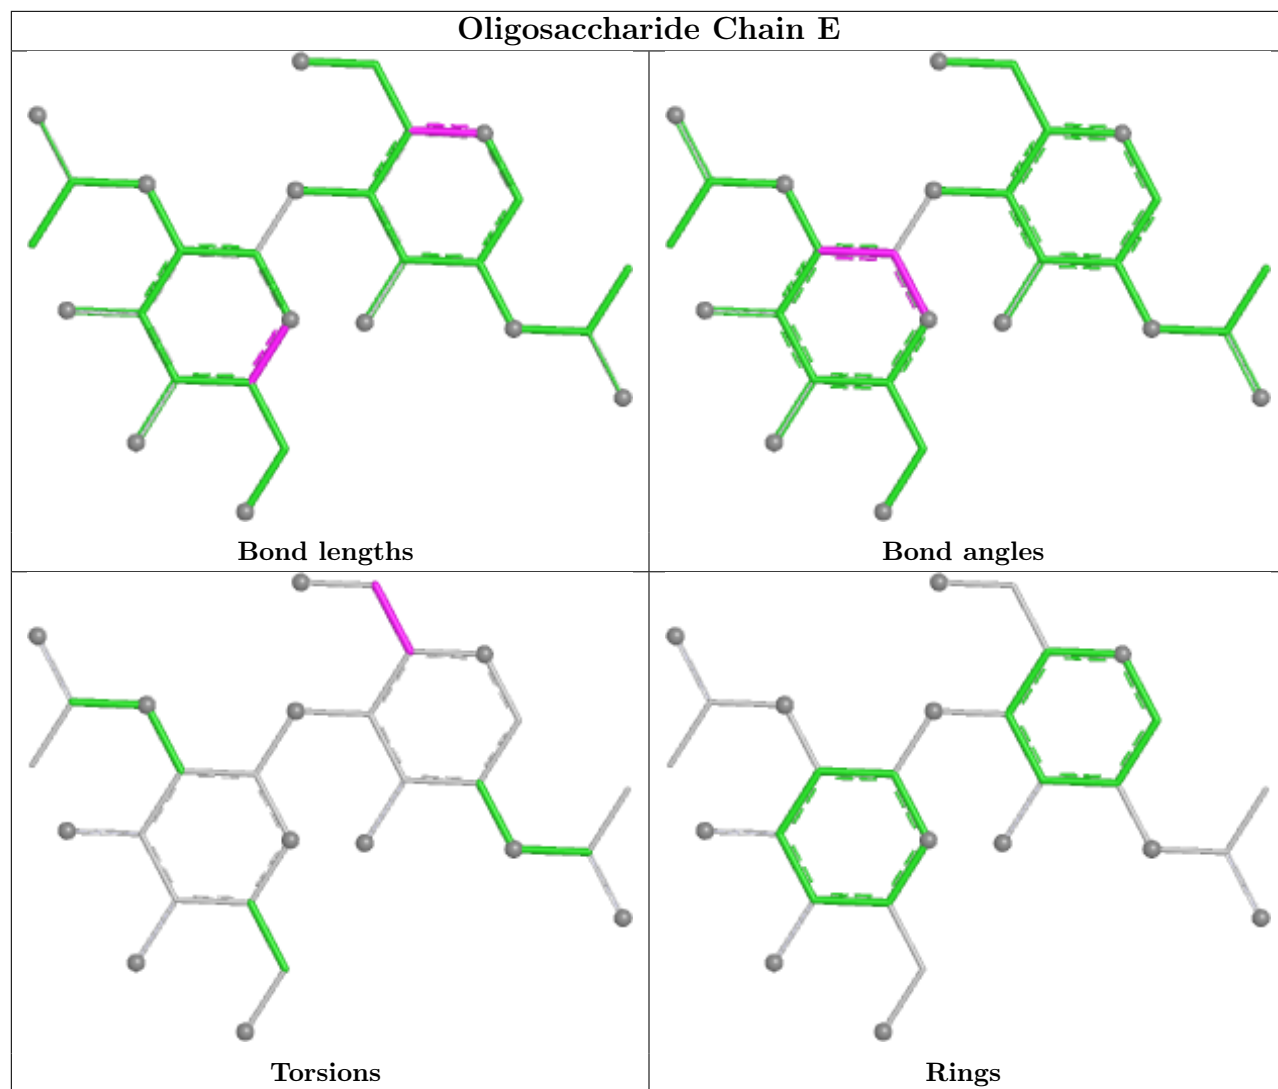 Oligosaccharide Chain E
Bond lengths
Bond angles
Torsions
Rings